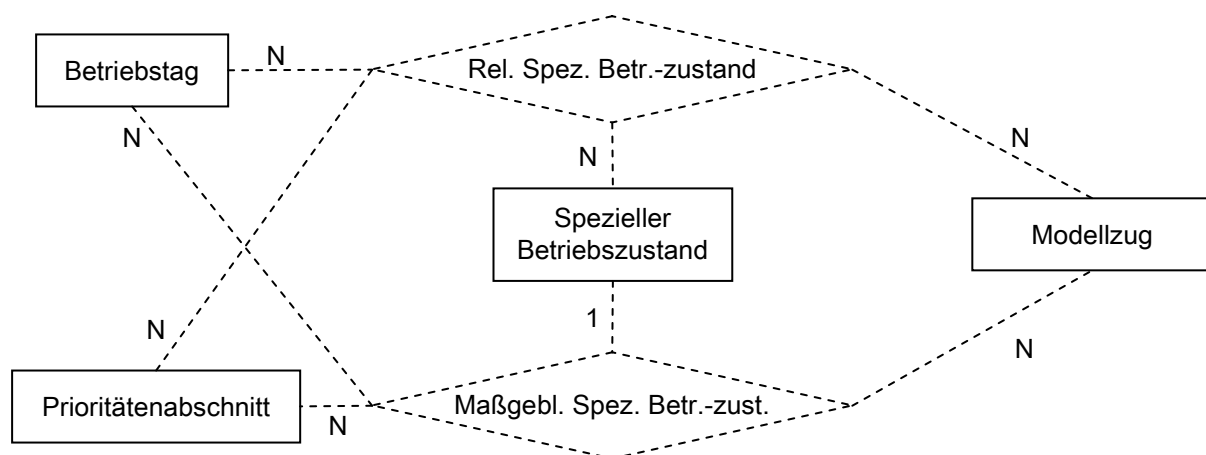 Betriebstag
N
Rel. Spez. Betr.-zustand
N
N
N
Spezieller
Betriebszustand
Modellzug
1
N
N
Prioritätenabschnitt
N
Maßgebl. Spez. Betr.-zust.